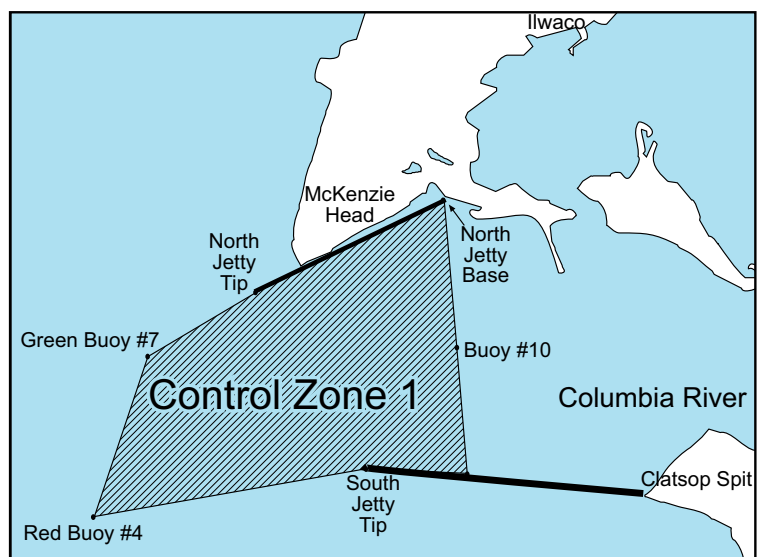 Ilwaco
McKenzie
Head
North
Jetty
Tip
North
Jetty
Base
Green Buoy #7
Buoy #10
Control Zone 1
Columbia River
South
Jetty
Tip
Clatsop Spit
Red Buoy #4